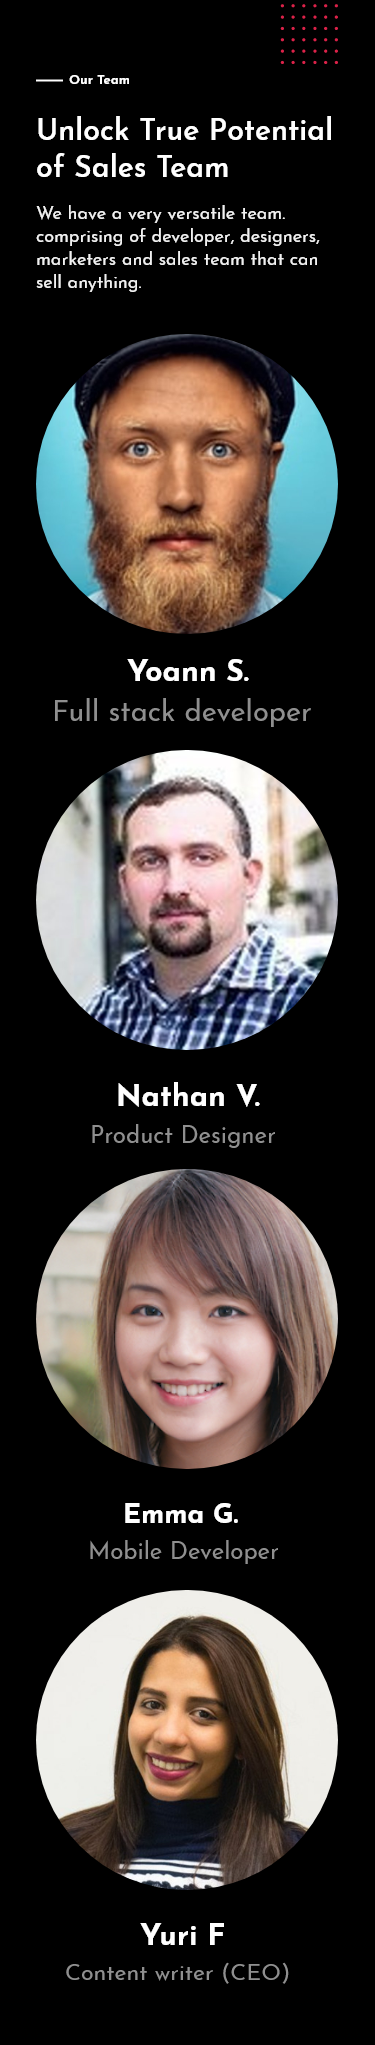 Our Team
Unlock True Potential
of Sales Team
We have a very versatile team.
comprising of developer, designers,
marketers and sales team that can
sell anything.
Yoann S.
Full stack developer
Nathan V.
Product Designer
Emma G.
Mobile Developer
Yuri F
Content writer (CEO)